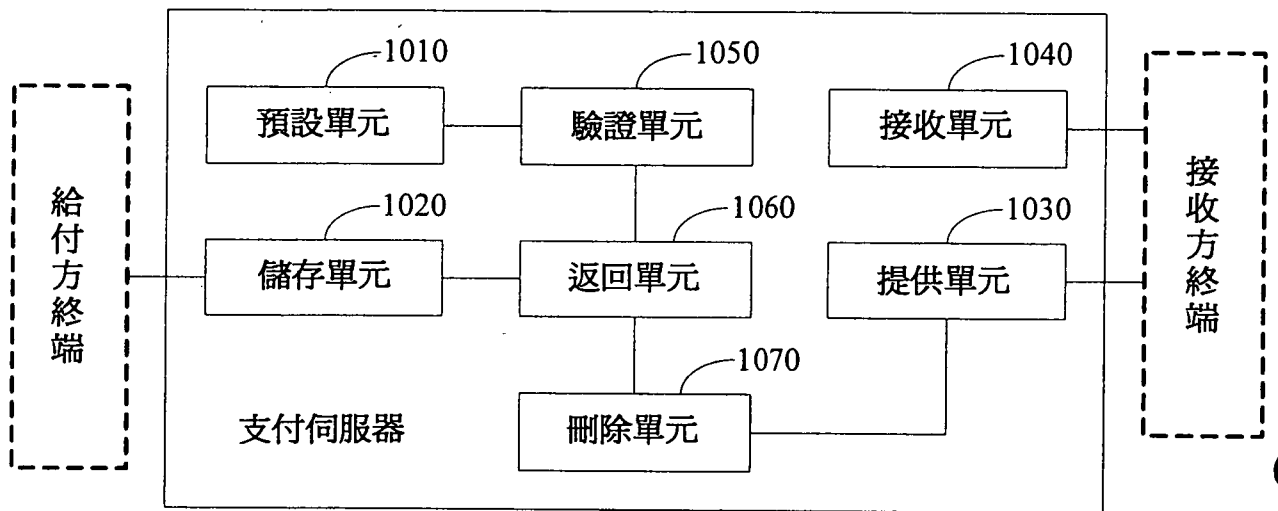 1010
1050
1040
預設單元
驗證單元
接收單元
給付方終端
1020
1060
1030
接收方終端
儲存單元
返回單元
提供單元
1070
支付伺服器
刪除單元